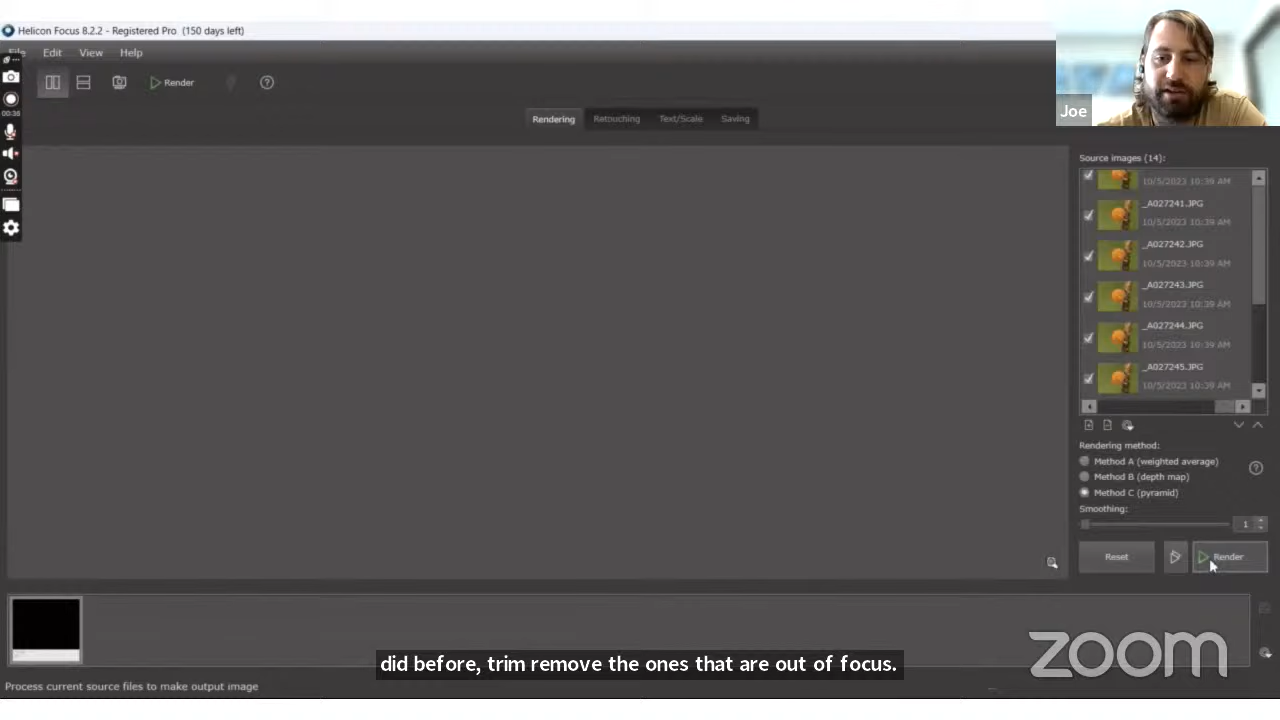 Helicon Focus 8.2.2 - Registered Pro (150 days left)
File Edit View Help
00:38
Render
Rendering Retouching Text/Scale Saving
Joe
Source images (14):
10/5/2023 10:39 AM
_A027241.JPG
10/5/2023 10:39 AM
_A027242.JPG
10/5/2023 10:39 AM
_A027243.JPG
10/5/2023 10:39 AM
_A027244.JPG
10/5/2023 10:39 AM
_A027245.JPG
10/5/2023 10:39 AM
Rendering method:
Method A (weighted average)
Method B (depth map)
Method C (pyramid)
Smoothing:
1
Reset
Render
did before, trim remove the ones that are out of focus.
zoom
Process current source files to make output image